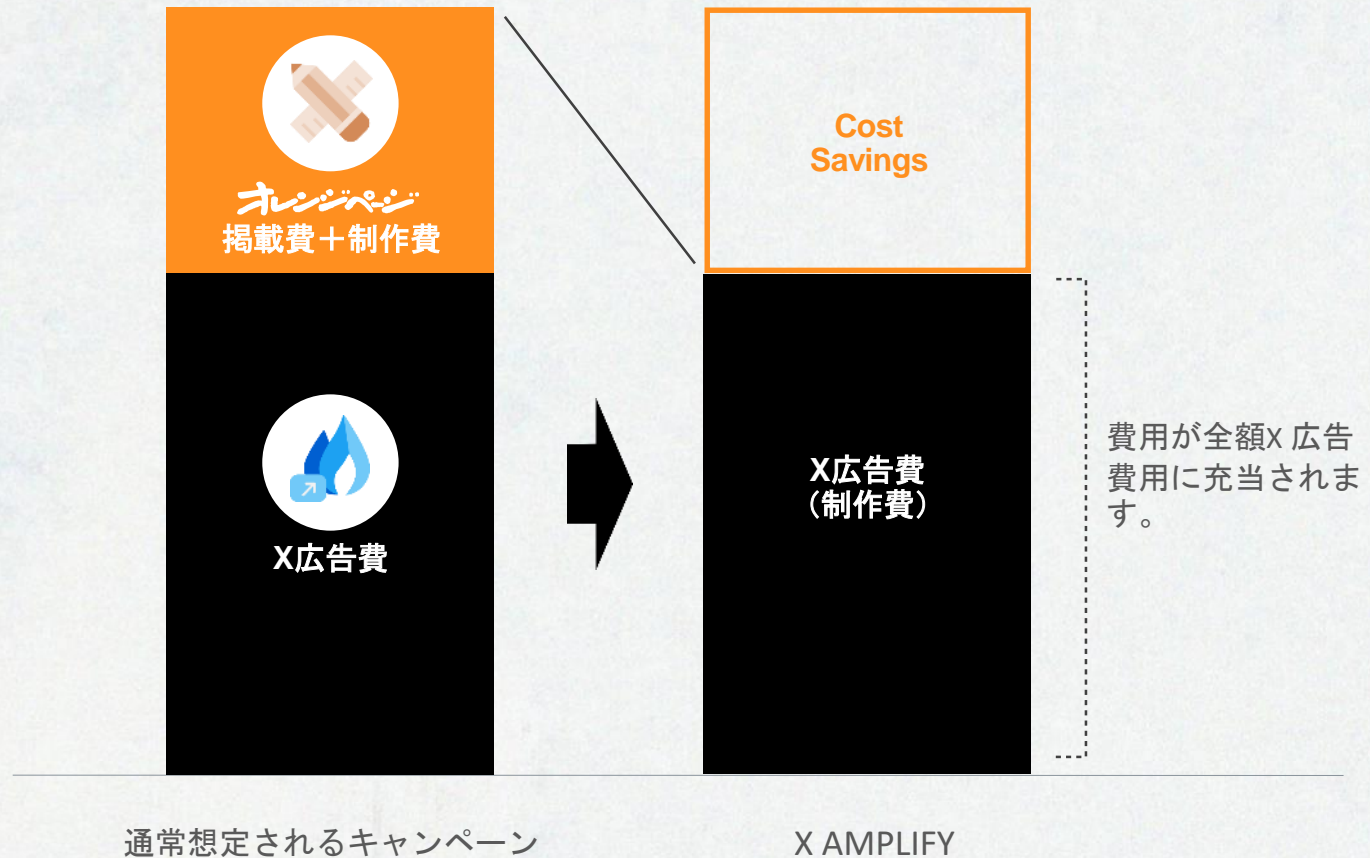 オレンジページ
掲載費＋制作費
X広告費
Cost
Savings
X広告費
（制作費）
費用が全額X 広告
費用に充当されま
す。
通常想定されるキャンペーン
X AMPLIFY